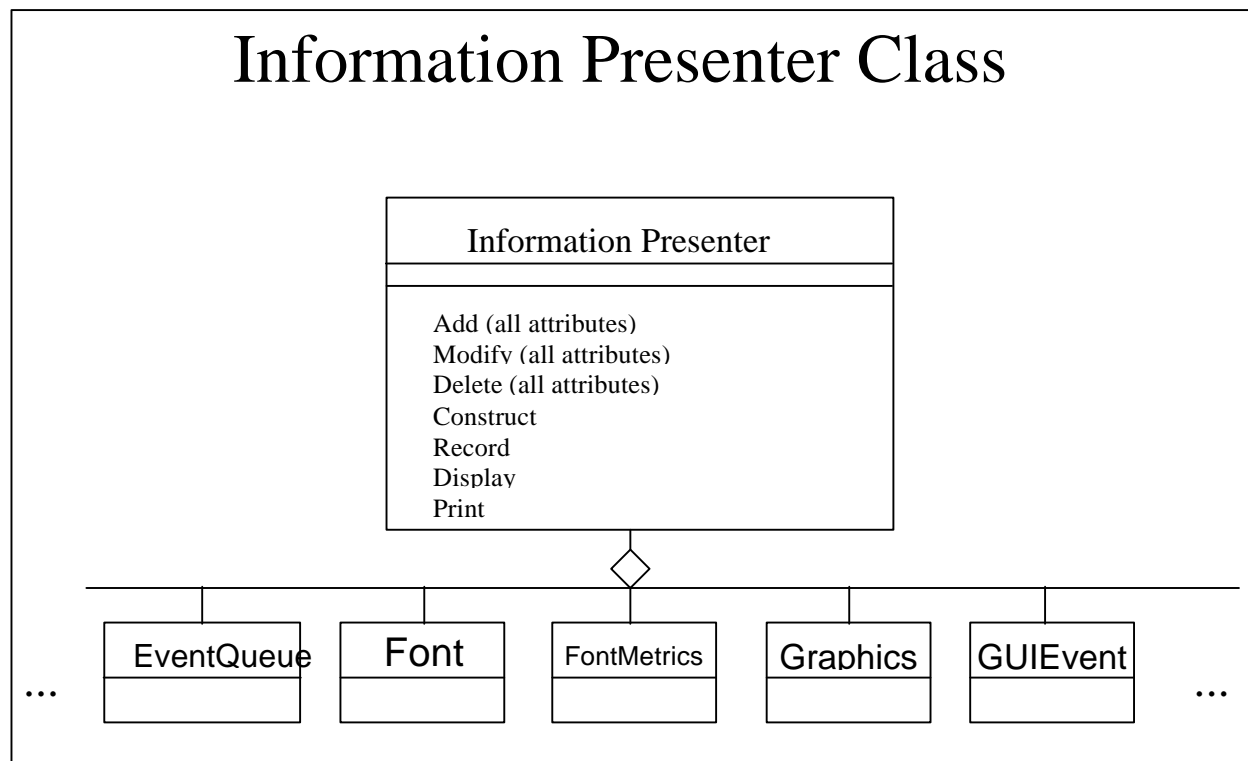 Information Presenter Class
Information Presenter
Add (all attributes)
Modify (all attributes)
Delete (all attributes)
Construct
Record
Display
Print
EventQueue
Font
FontMetrics
Graphics
GUIEvent
...
...